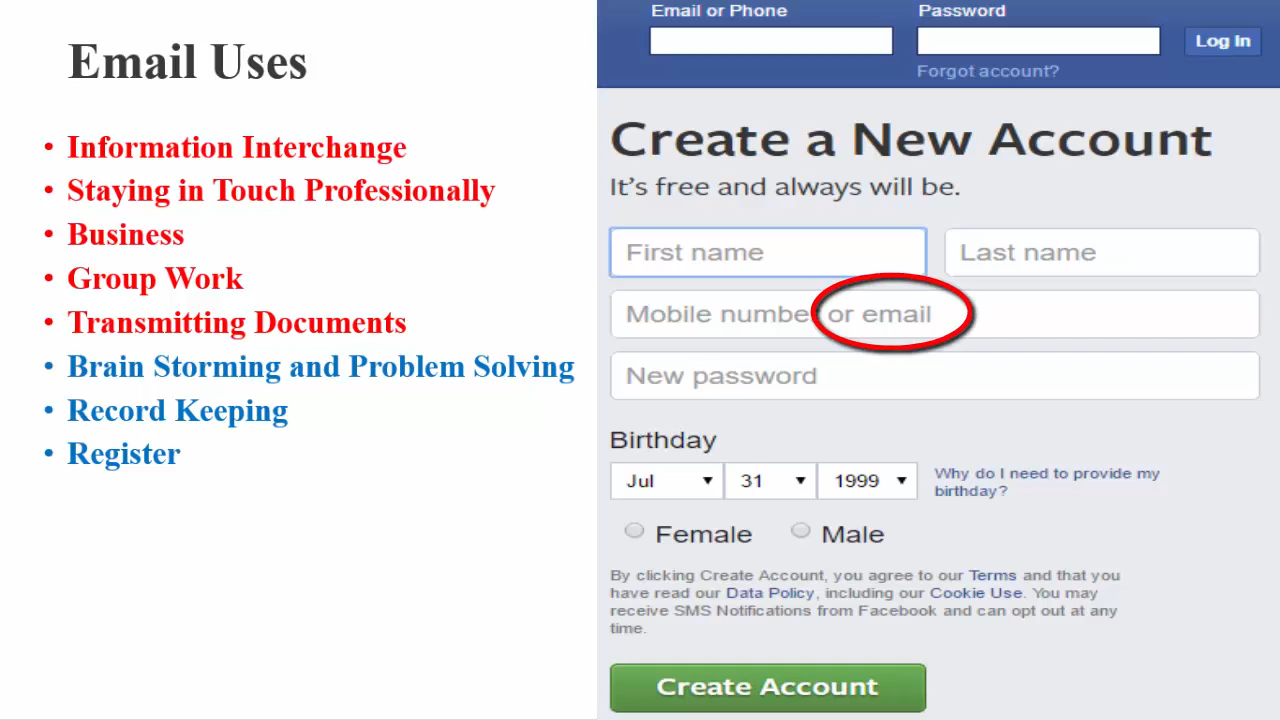 Email Uses
• Information Interchange
• Staying in Touch Professionally
• Business
• Group Work
• Transmitting Documents
• Brain Storming and Problem Solving
• Record Keeping
• Register
Email or Phone
Password
Log In
Forgot account?
Create a New Account
It's free and always will be.
First name
Last name
Mobile number or email
New password
Birthday
Jul
31
1999
Why do I need to provide my
birthday?
Female
Male
By clicking Create Account, you agree to our Terms and that you
have read our Data Policy, including our Cookie Use. You may
receive SMS Notifications from Facebook and can opt out at any
time.
Create Account